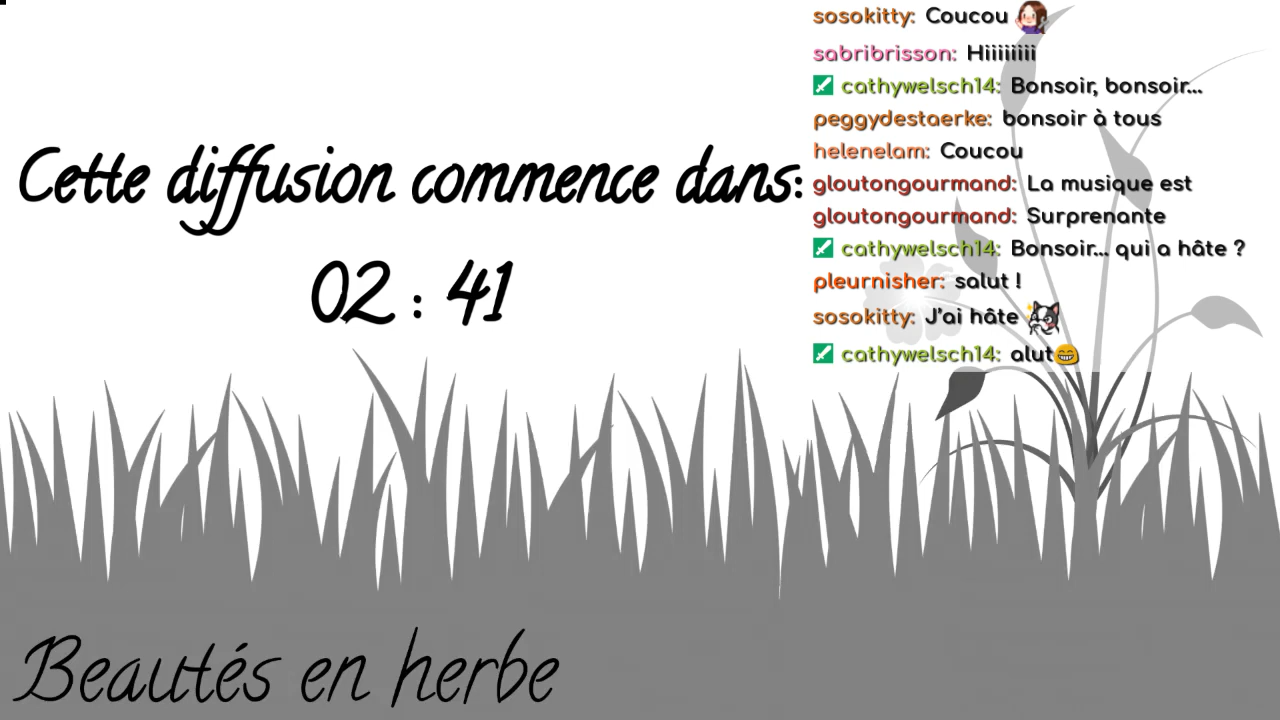 sosokitty: Coucou
sabribrisson: Hiiiiiiii
cathywelsch14: Bonsoir, bonsoir...
peggydestaerke: bonsoir à tous
helenelam: Coucou
gloutongourmand: La musique est
gloutongourmand: Surprenante
cathywelsch14: Bonsoir... qui a hâte ?
pleurnisher: salut !
sosokitty: J'ai hâte
cathywelsch14: alut😁
Cette diffusion commence dans:
02 : 41
Beautés en herbe